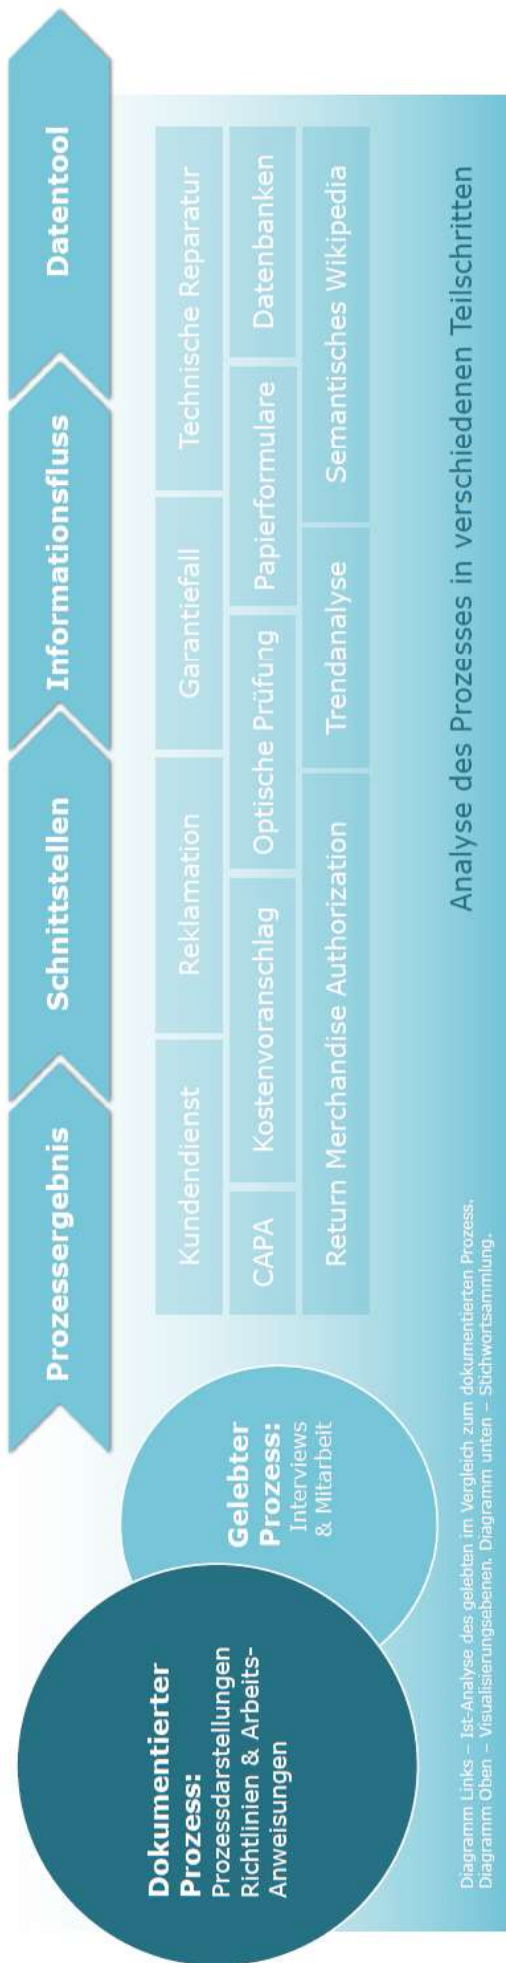 Prozessergebnis
Schnittstellen
Informationsfluss
Datentool
Dokumentierter
Prozess:
Prozessdarstellungen
Richtlinien & Arbeits-
Anweisungen
Gelebter
Prozess:
Interviews
& Mitarbeit
Kundendienst
Reklamation
Garantiefall
Technische Reparatur
CAPA
Kostenvoranschlag
Optische Prüfung
Papierformulare
Datenbanken
Return Merchandise Authorization
Trendanalyse
Semantisches Wikipedia
Analyse des Prozesses in verschiedenen Teilschritten
Diagramm Links – Ist-Analyse des gelebten im Vergleich zum dokumentierten Prozess.
Diagramm Oben – Visualisierungsebenen. Diagramm unten – Stichwortsammlung.